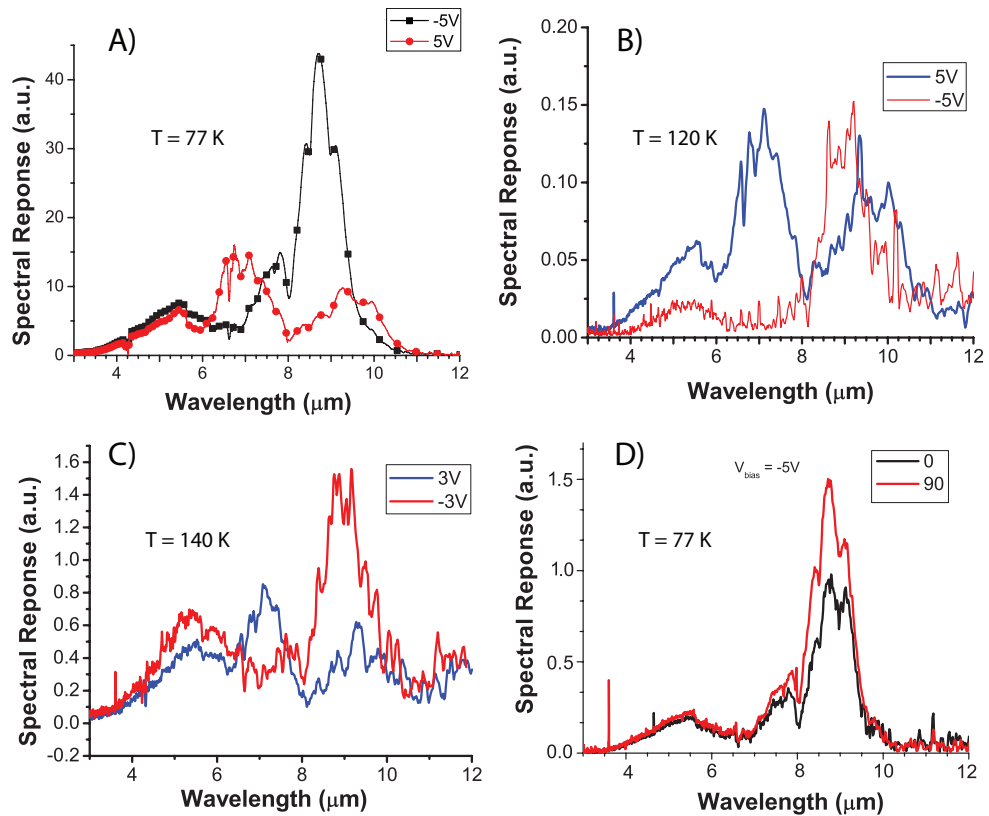 A)
-5V
5V
T = 77 K
Spectral Reponse (a.u.)
40
30
20
10
0
4
6
8
10
12
Wavelength (μm)
B)
5V
-5V
T = 120 K
Spectral Reponse (a.u.)
0.20
0.15
0.10
0.05
0.00
4
6
8
10
12
Wavelength (μm)
C)
3V
-3V
T = 140 K
Spectral Reponse (a.u.)
1.6
1.4
1.2
1.0
0.8
0.6
0.4
0.2
0.0
-0.2
4
6
8
10
12
Wavelength (μm)
D)
V bias = -5V
0
90
T = 77 K
Spectral Reponse (a.u.)
1.5
1.0
0.5
0.0
4
6
8
10
12
Wavelength (μm)